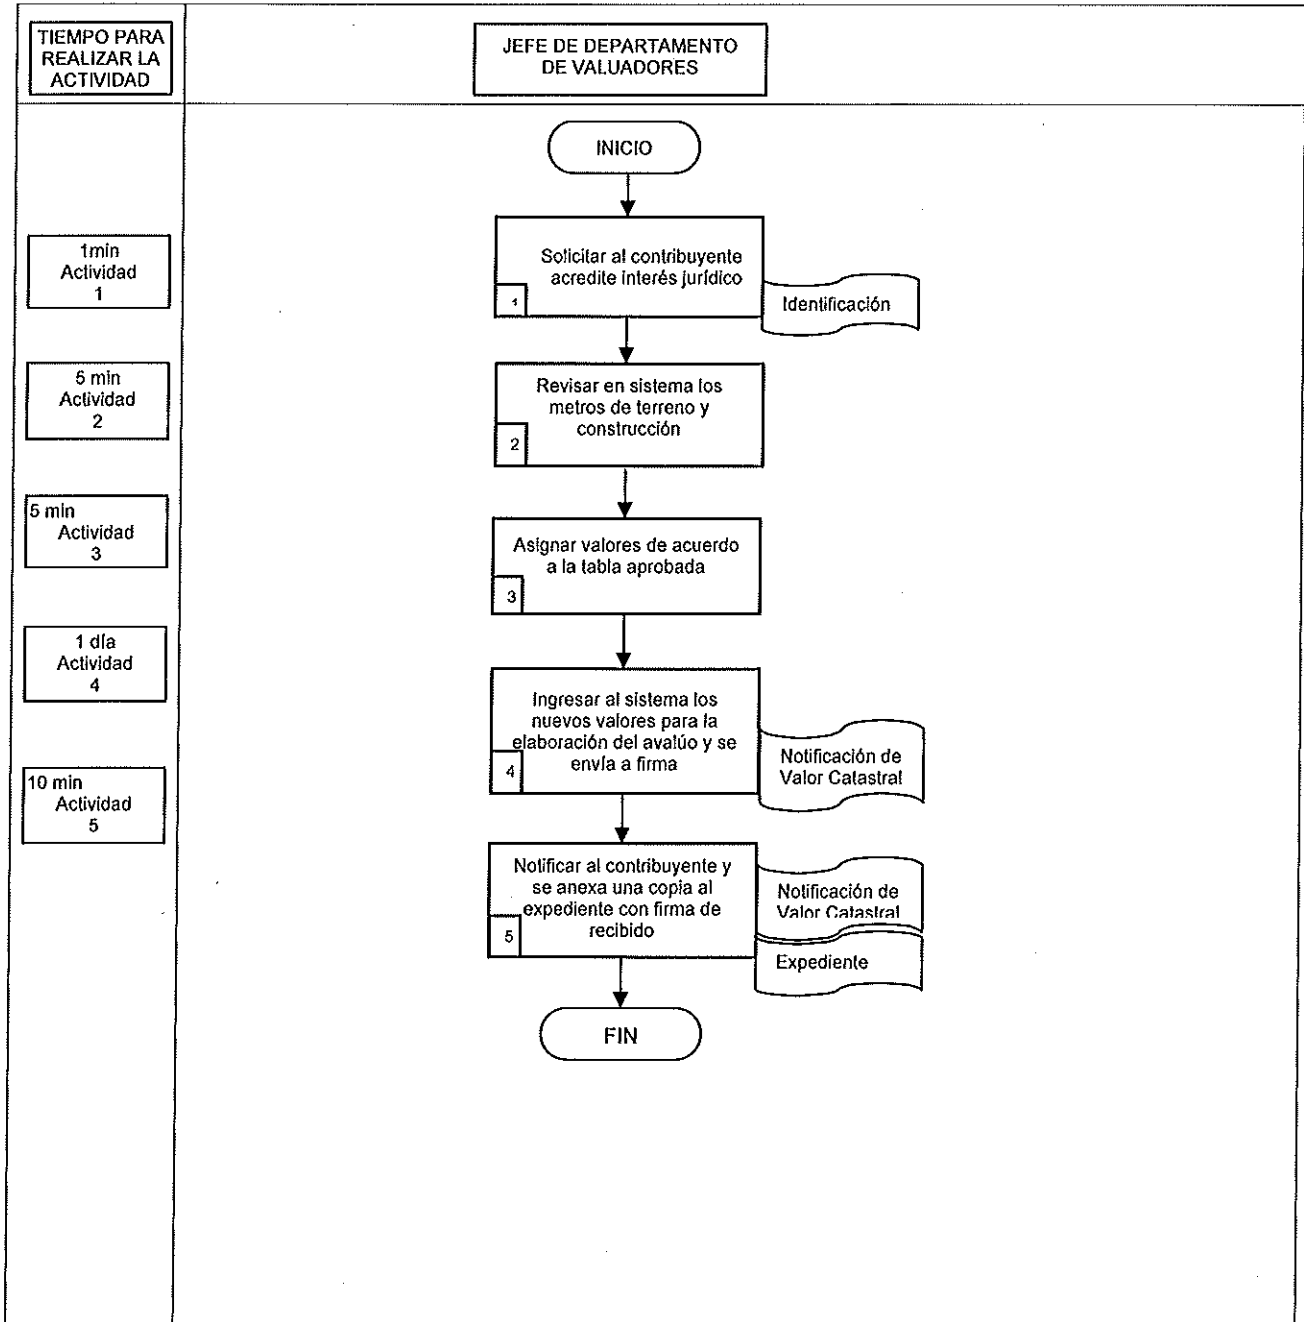 TIEMPO PARA
REALIZAR LA
ACTIVIDAD
JEFE DE DEPARTAMENTO
DE VALUADORES
INICIO
1min
Actividad
1
Solicitar al contribuyente
acredite interés jurídico
1
Identificación
5 min
Actividad
2
Revisar en sistema los
metros de terreno y
construcción
2
5 min
Actividad
3
Asignar valores de acuerdo
a la tabla aprobada
3
1 día
Actividad
4
Ingresar al sistema los
nuevos valores para la
elaboración del avalúo y se
envía a firma
4
Notificación de
Valor Catastral
10 min
Actividad
5
Notificar al contribuyente y
se anexa una copia al
expediente con firma de
recibido
5
Notificación de
Valor Catastral
Expediente
FIN